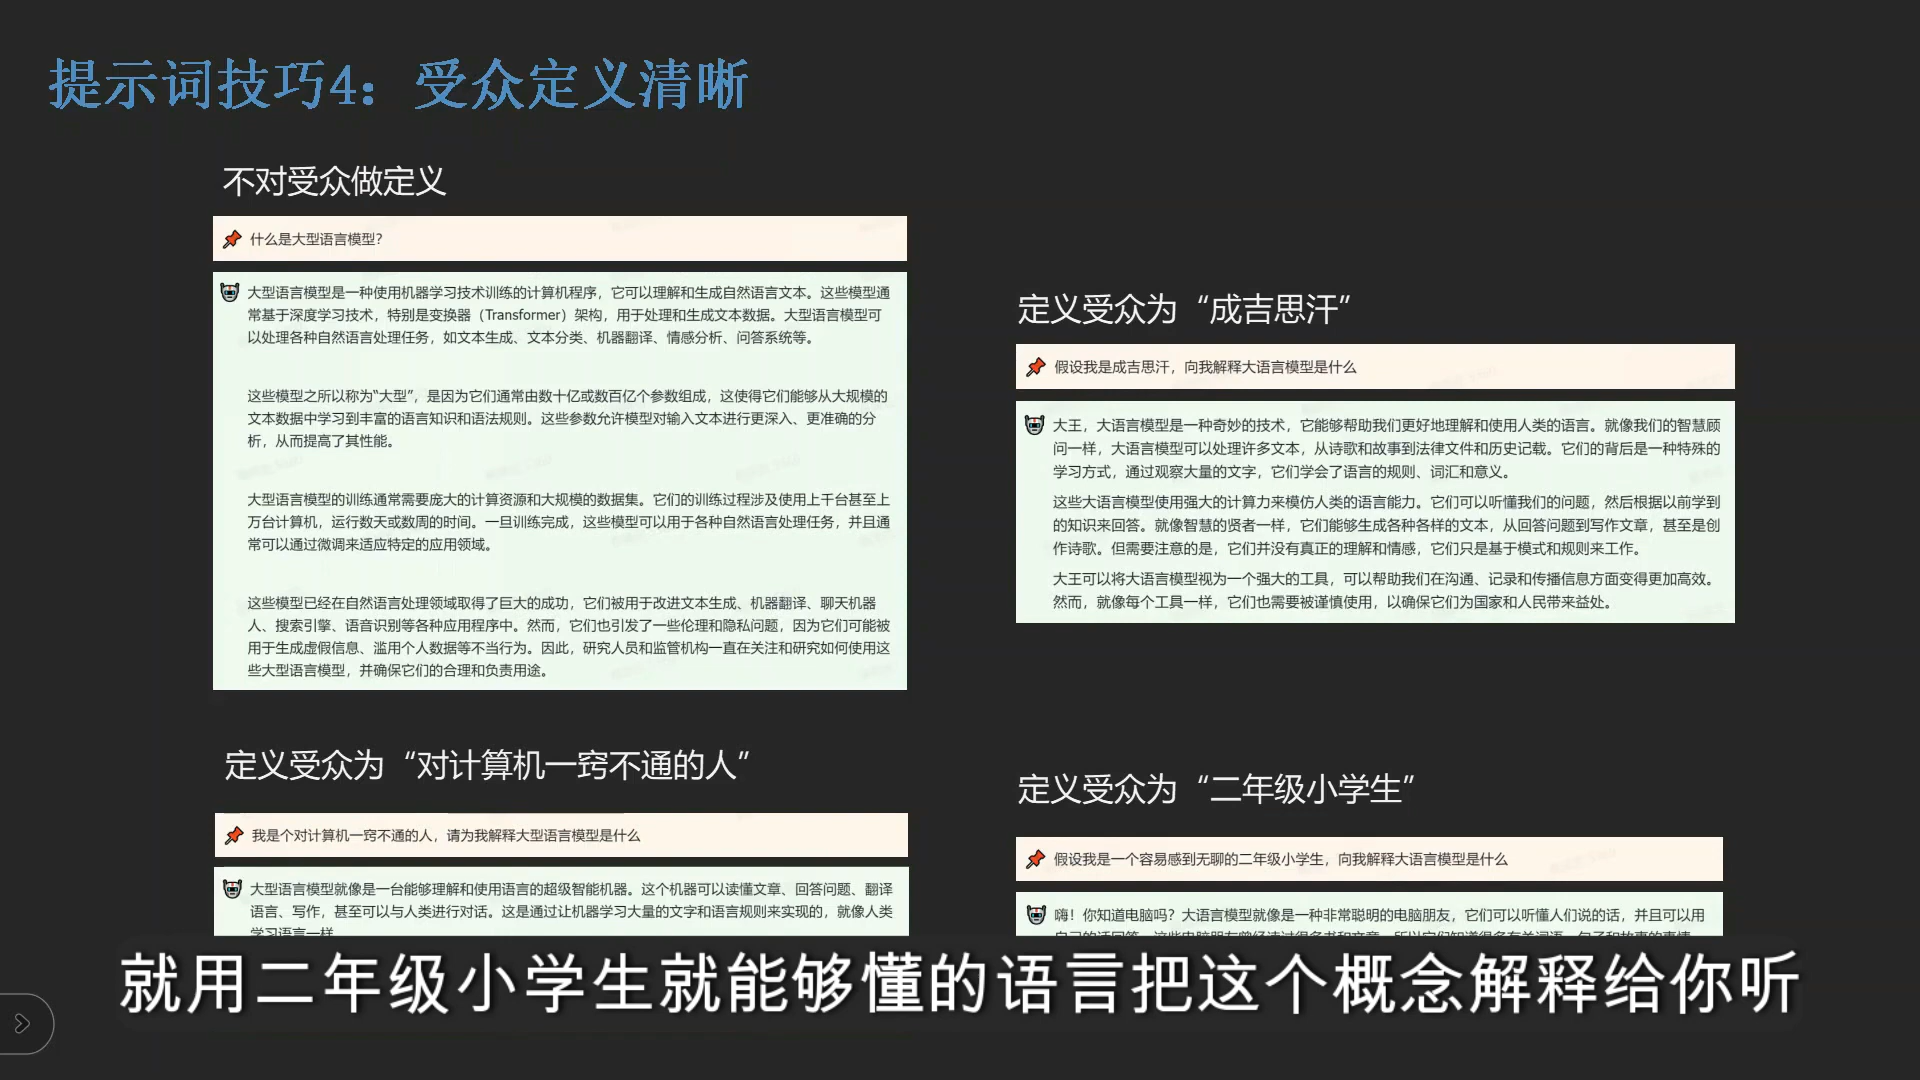 提示词技巧4：受众定义清晰
不对受众做定义
什么是大型语言模型？
大型语言模型是一种使用机器学习技术训练的计算机程序，它可以理解和生成自然语言文本。这些模型通
常基于深度学习技术，特别是变换器（Transformer）架构，用于处理和生成文本数据。大型语言模型可
以处理各种自然语言处理任务，如文本生成、文本分类、机器翻译、情感分析、问答系统等。
这些模型之所以称为“大型”，是因为它们通常由数十亿或数百亿个参数组成，这使得它们能够从大规模的
文本数据中学习到丰富的语言知识和语法规则。这些参数允许模型对输入文本进行更深入、更准确的分
析，从而提高了其性能。
大型语言模型的训练通常需要庞大的计算资源和大规模的数据集。它们的训练过程涉及使用上千台甚至上
万台计算机，运行数天或数周的时间。一旦训练完成，这些模型可以用于各种自然语言处理任务，并且通
常可以通过微调来适应特定的应用领域。
这些模型已经在自然语言处理领域取得了巨大的成功，它们被用于改进文本生成、机器翻译、聊天机器
人、搜索引擎、语音识别等各种应用程序中。然而，它们也引发了一些伦理和隐私问题，因为它们可能被
用于生成虚假信息、滥用个人数据等不当行为。因此，研究人员和监管机构一直在关注和研究如何使用这
些大型语言模型，并确保它们的合理和负责用途。
定义受众为“成吉思汗”
假设我是成吉思汗，向我解释大语言模型是什么
大王，大语言模型是一种奇妙的技术，它能够帮助我们更好地理解和使用人类的语言。就像我们的智慧顾
问一样，大语言模型可以处理许多文本，从诗歌和故事到法律文件和历史记载。它们的背后是一种特殊的
学习方式，通过观察大量的文字，它们学会了语言的规则、词汇和意义。
这些大语言模型使用强大的计算力来模仿人类的语言能力。它们可以听懂我们的问题，然后根据以前学到
的知识来回答。就像智慧的贤者一样，它们能够生成各种各样的文本，从回答问题到写作文章，甚至是创
作诗歌。但需要注意的是，它们并没有真正的理解和情感，它们只是基于模式和规则来工作。
大王可以将大语言模型视为一个强大的工具，可以帮助我们在沟通、记录和传播信息方面变得更加高效。
然而，就像每个工具一样，它们也需要被谨慎使用，以确保它们为国家和人民带来益处。
定义受众为“对计算机一窍不通的人”
我是个对计算机一窍不通的人，请为我解释大型语言模型是什么
大型语言模型就像是一台能够理解和使用语言的超级智能机器。这个机器可以读懂文章、回答问题、翻译
语言、写作，甚至可以与人类进行对话。这是通过让机器学习大量的文字和语言规则来实现的，就像人类
学习语言一样
定义受众为“二年级小学生”
假设我是一个容易感到无聊的二年级小学生，向我解释大语言模型是什么
嗨！你知道电脑吗？大语言模型就像是一种非常聪明的电脑朋友，它们可以听懂人们说的话，并且可以用
就用二年级小学生就能够懂的语言把这个概念解释给你听